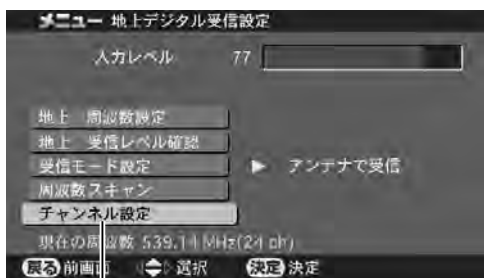 メニュー 地上デジタル受信設定
入力レベル 77
地上 周波数設定
地上 受信レベル確認
受信モード設定 ▶ アンテナで受信
周波数スキャン
チャンネル設定
現在の周波数 539.14MHz(24ch)
戻る 前画面 選択 決定 決定